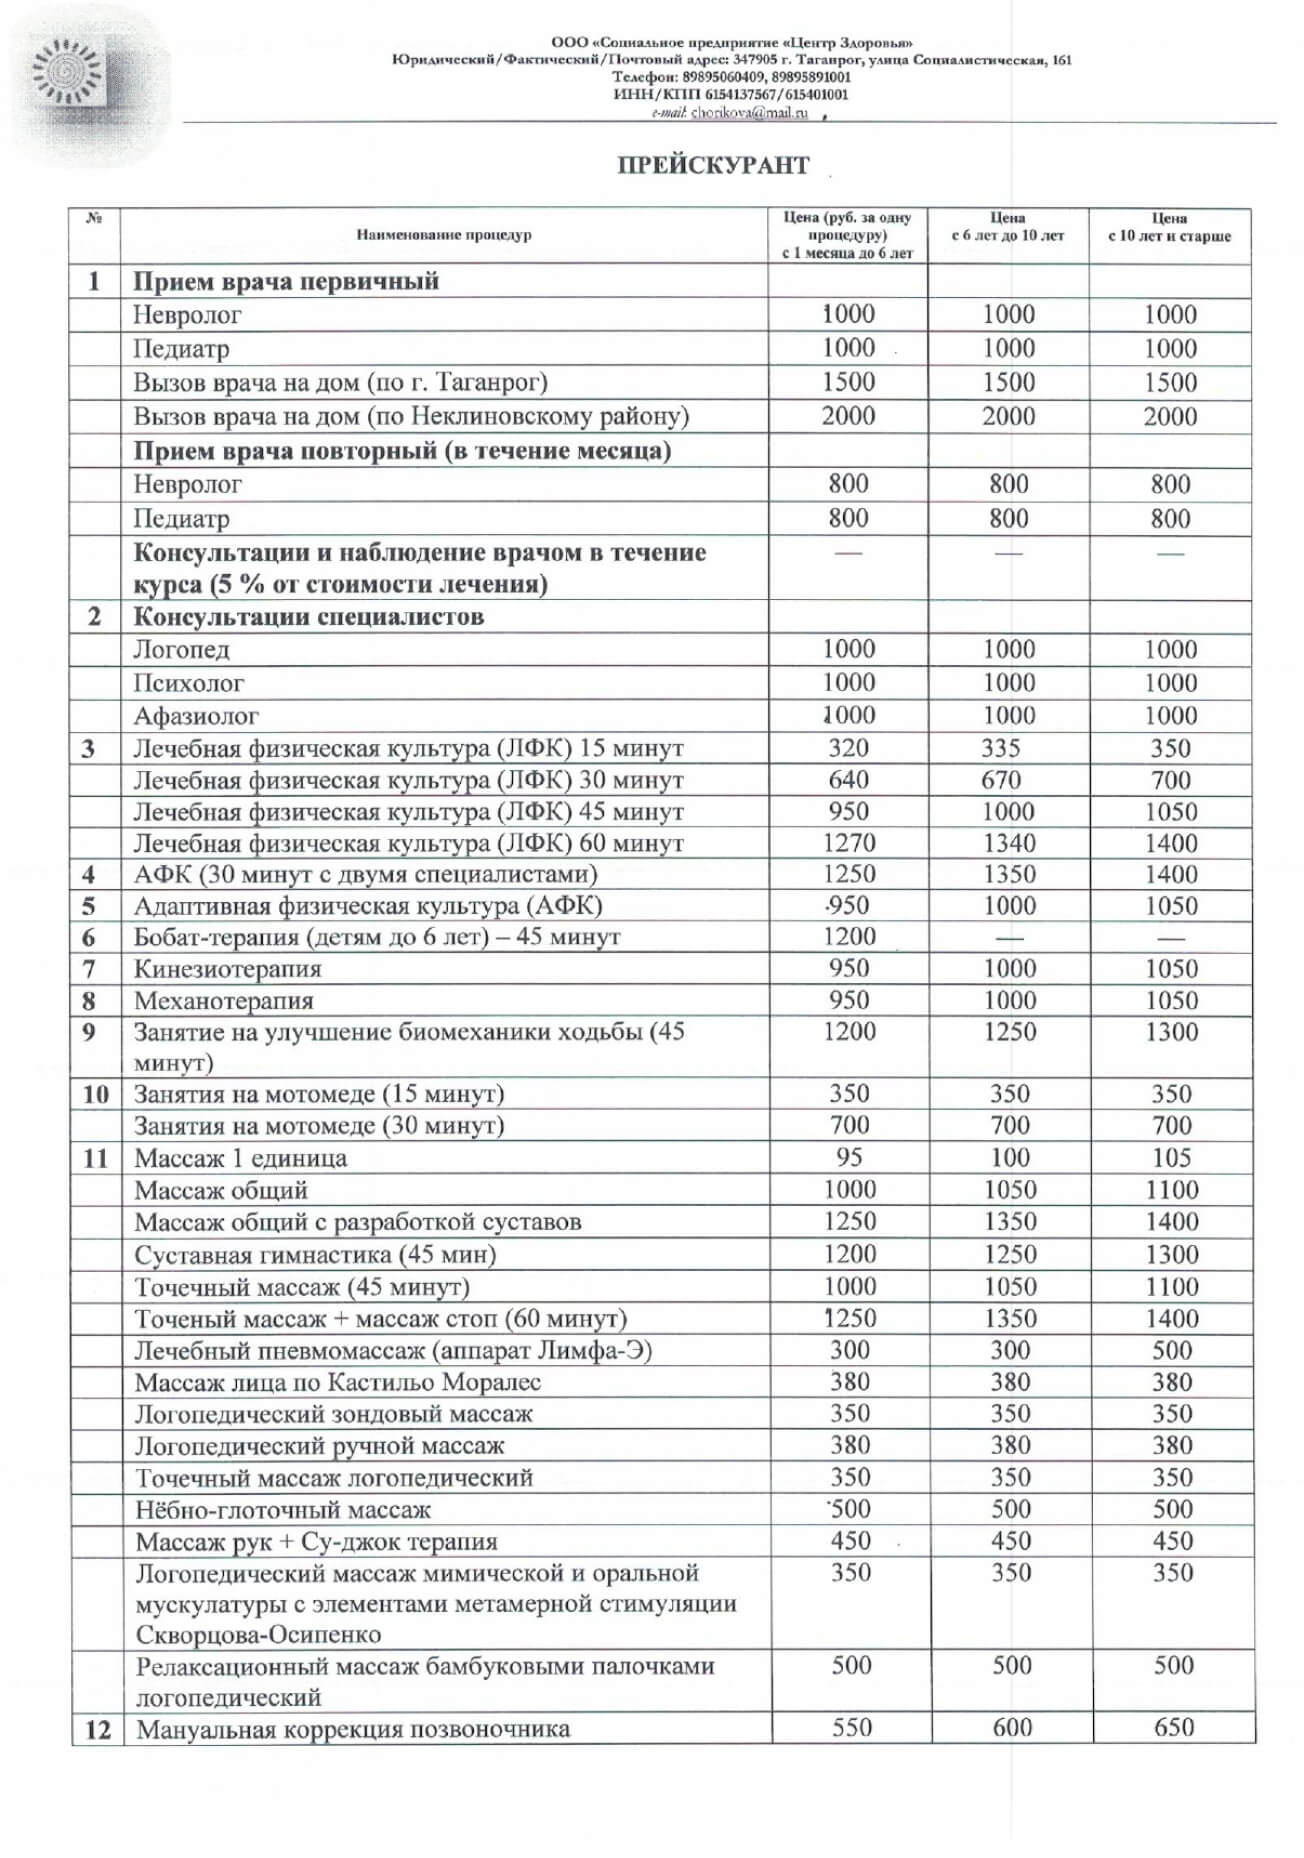 ООО «Социальное предприятие «Центр Здоровья»
Юридический/Фактический/Почтовый адрес: 347905 г. Таганрог, улица Социалистическая, 161
Телефон: 89895060409, 89895891001
ИНН/КПП 6154137567/615401001
e-mail: chorikova@mail.ru
ПРЕЙСКУРАНТ
№ Наименование процедур Цена (руб. за одну процедуру) с 1 месяца до 6 лет Цена с 6 лет до 10 лет Цена с 10 лет и старше
1 Прием врача первичный
Невролог 1000 1000 1000
Педиатр 1000 1000 1000
Вызов врача на дом (по г. Таганрог) 1500 1500 1500
Вызов врача на дом (по Неклиновскому району) 2000 2000 2000
Прием врача повторный (в течение месяца)
Невролог 800 800 800
Педиатр 800 800 800
Консультации и наблюдение врачом в течение — — —
курса (5 % от стоимости лечения)
2 Консультации специалистов
Логопед 1000 1000 1000
Психолог 1000 1000 1000
Афазиолог 1000 1000 1000
3 Лечебная физическая культура (ЛФК) 15 минут 320 335 350
Лечебная физическая культура (ЛФК) 30 минут 640 670 700
Лечебная физическая культура (ЛФК) 45 минут 950 1000 1050
Лечебная физическая культура (ЛФК) 60 минут 1270 1340 1400
4 АФК (30 минут с двумя специалистами) 1250 1350 1400
5 Адаптивная физическая культура (АФК) 950 1000 1050
6 Бобат-терапия (детям до 6 лет) – 45 минут 1200 — —
7 Кинезиотерапия 950 1000 1050
8 Механотерапия 950 1000 1050
9 Занятие на улучшение биомеханики ходьбы (45 1200 1250 1300
минут)
10 Занятия на мотомеде (15 минут) 350 350 350
Занятия на мотомеде (30 минут) 700 700 700
11 Массаж 1 единица 95 100 105
Массаж общий 1000 1050 1100
Массаж общий с разработкой суставов 1250 1350 1400
Суставная гимнастика (45 мин) 1200 1250 1300
Точечный массаж (45 минут) 1000 1050 1100
Точеный массаж + массаж стоп (60 минут) 1250 1350 1400
Лечебный пневмомассаж (аппарат Лимфа-Э) 300 300 500
Массаж лица по Кастильо Моралес 380 380 380
Логопедический зондовый массаж 350 350 350
Логопедический ручной массаж 380 380 380
Точечный массаж логопедический 350 350 350
Нёбно-глоточный массаж 500 500 500
Массаж рук + Су-джок терапия 450 450 450
Логопедический массаж мимической и оральной 350 350 350
мускулатуры с элементами метамерной стимуляции
Скворцова-Осипенко
Релаксационный массаж бамбуковыми палочками 500 500 500
логопедический
12 Мануальная коррекция позвоночника 550 600 650